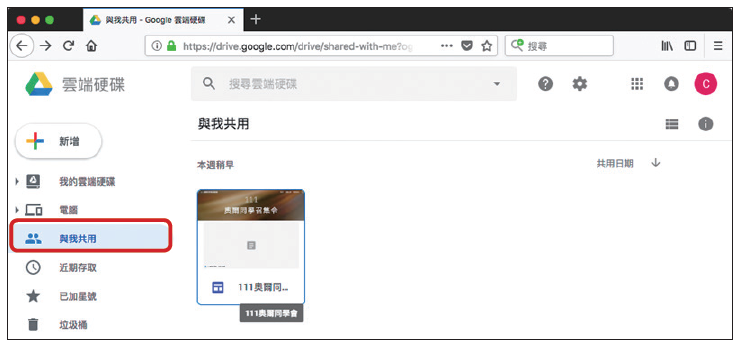 與我共用 - Google 雲端硬碟
https://drive.google.com/drive/shared-with-me?og
搜尋
雲端硬碟
搜尋雲端硬碟
C
新增
與我共用
本週稍早
共用日期
我的雲端硬碟
電腦
與我共用
近期存取
已加星號
垃圾桶
111
奧爾同學召集令
111奧爾同...
111奧爾同學會